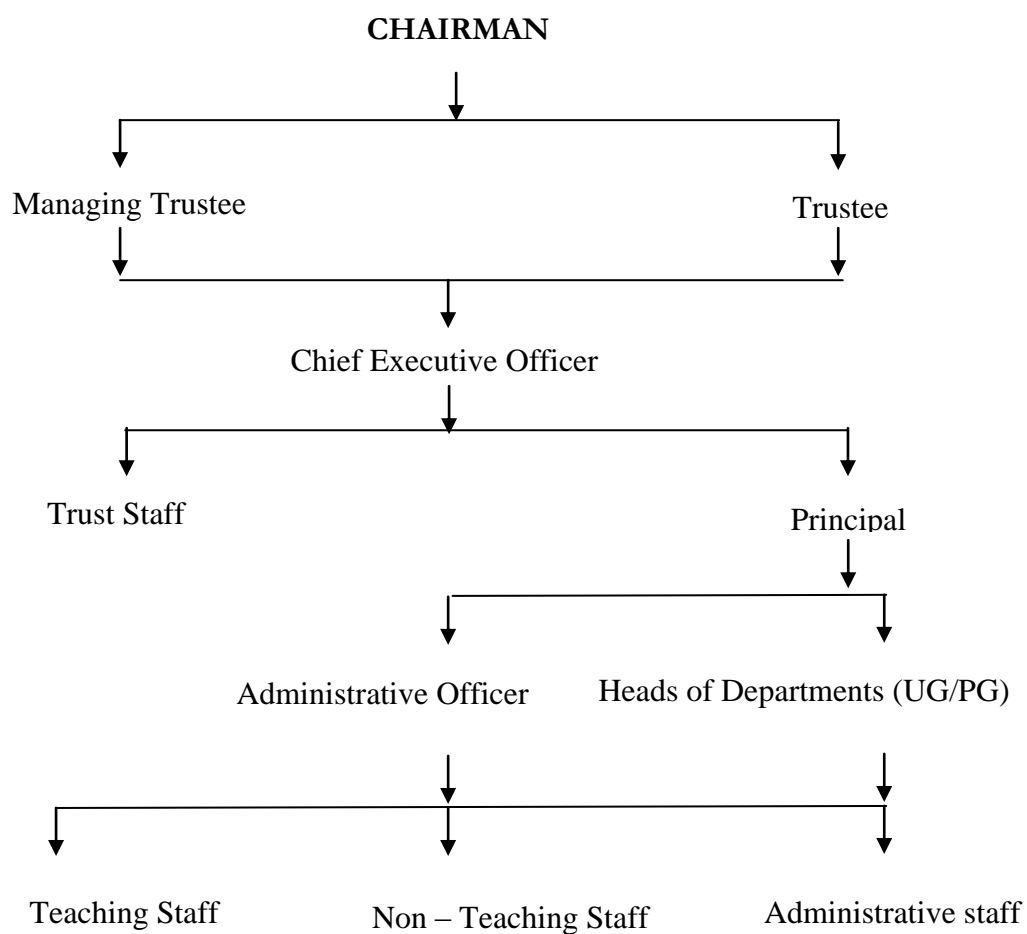 CHAIRMAN
Managing Trustee
Trustee
Chief Executive Officer
Trust Staff
Principal
Administrative Officer
Heads of Departments (UG/PG)
Teaching Staff
Non – Teaching Staff
Administrative staff